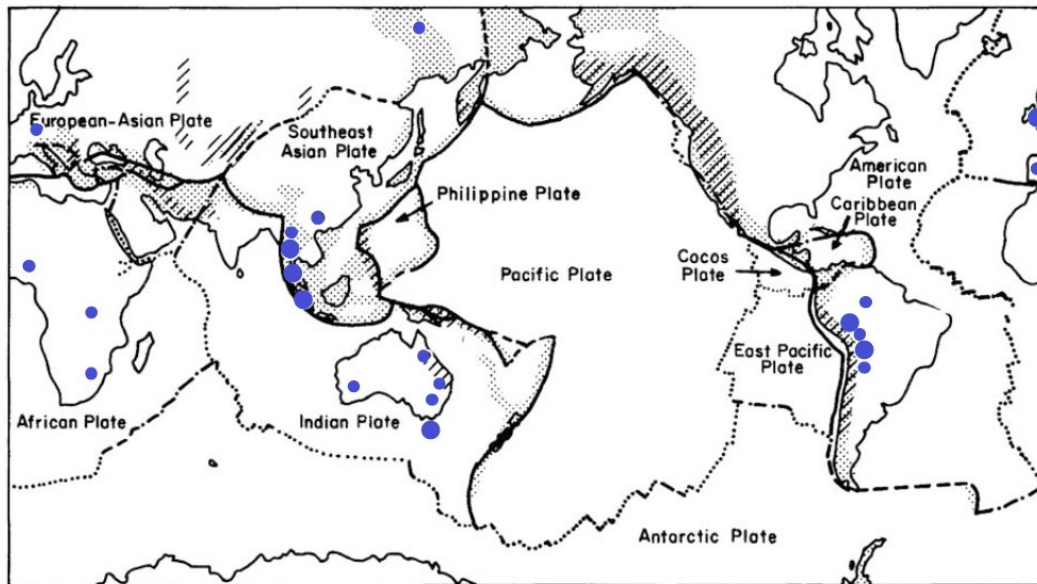 European-Asian Plate
Southeast
Asian Plate
Philippine Plate
American
Plate
Caribbean
Plate
Cocos
Plate
Pacific Plate
East Pacific
Plate
African Plate
Indian Plate
Antarctic Plate